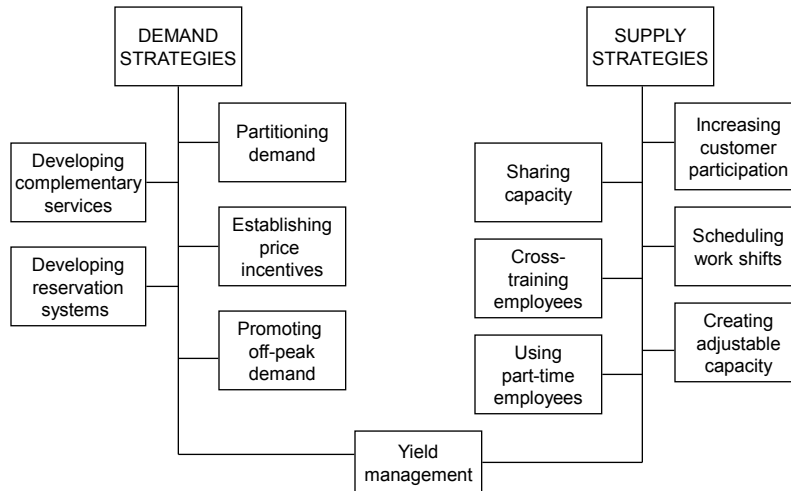 DEMAND
STRATEGIES
Partitioning
demand
Developing
complementary
services
Establishing
price
incentives
Developing
reservation
systems
Promoting
off-peak
demand
SUPPLY
STRATEGIES
Increasing
customer
participation
Sharing
capacity
Scheduling
work shifts
Cross-
training
employees
Creating
adjustable
capacity
Using
part-time
employees
Yield
management